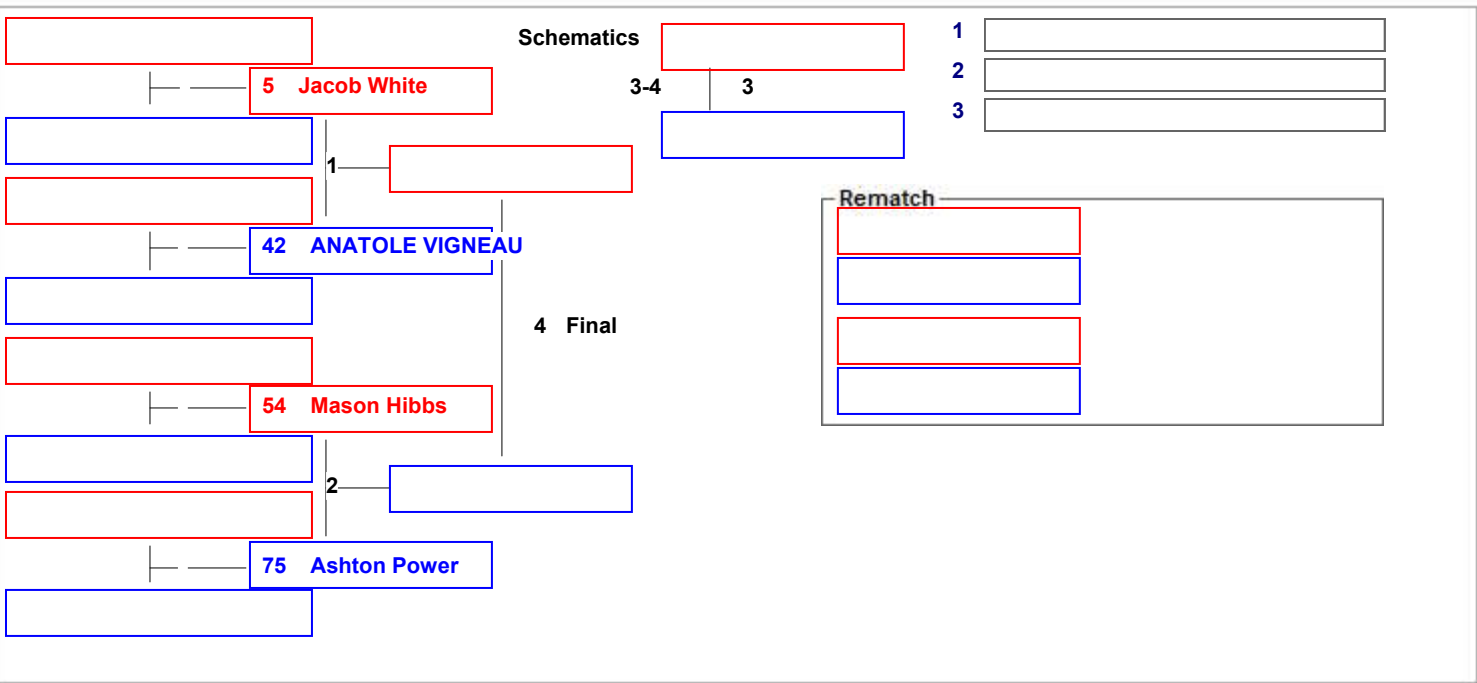 Schematics
1
2
3
5 Jacob White
3-4 3
1
Rematch
42 ANATOLE VIGNEAU
4 Final
54 Mason Hibbs
2
75 Ashton Power